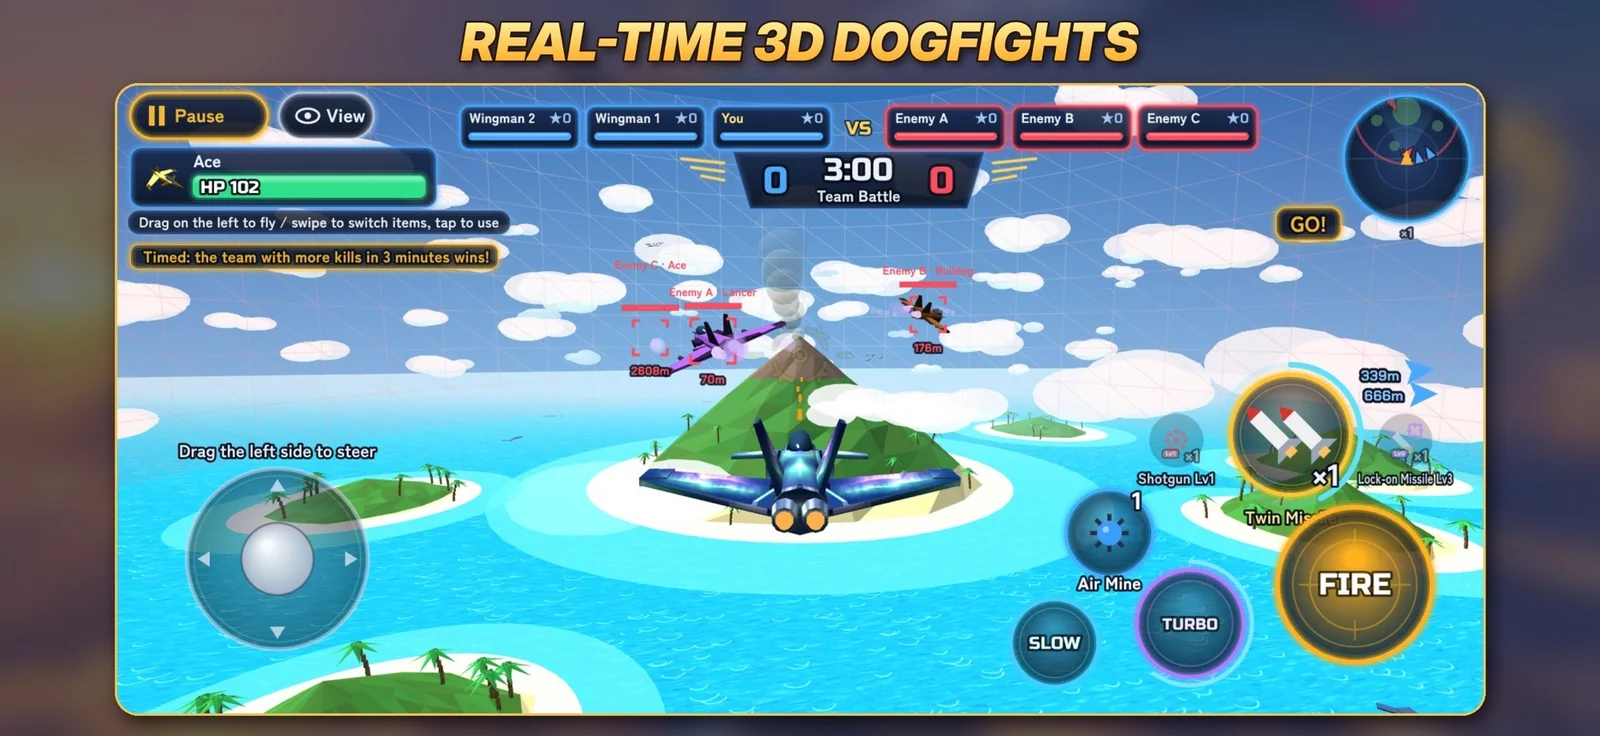 REAL-TIME 3D DOGFIGHTS
Pause
View
Wingman 2 ★0
Wingman 1 ★0
You ★0
VS
Enemy A ★0
Enemy B ★0
Enemy C ★0
Ace
HP 102
0
3:00
0
Team Battle
Drag on the left to fly / swipe to switch items, tap to use
GO!
x1
Timed: the team with more kills in 3 minutes wins!
Enemy C · Ace
Enemy A Lancer
Enemy B · Bulldog
2608m
70m
176m
339m
666m
Drag the left side to steer
LV1 x1
x1
x1
Shotgun Lv1
Lock-on Missile Lv3
1
Twin Missile
Air Mine
FIRE
TURBO
SLOW